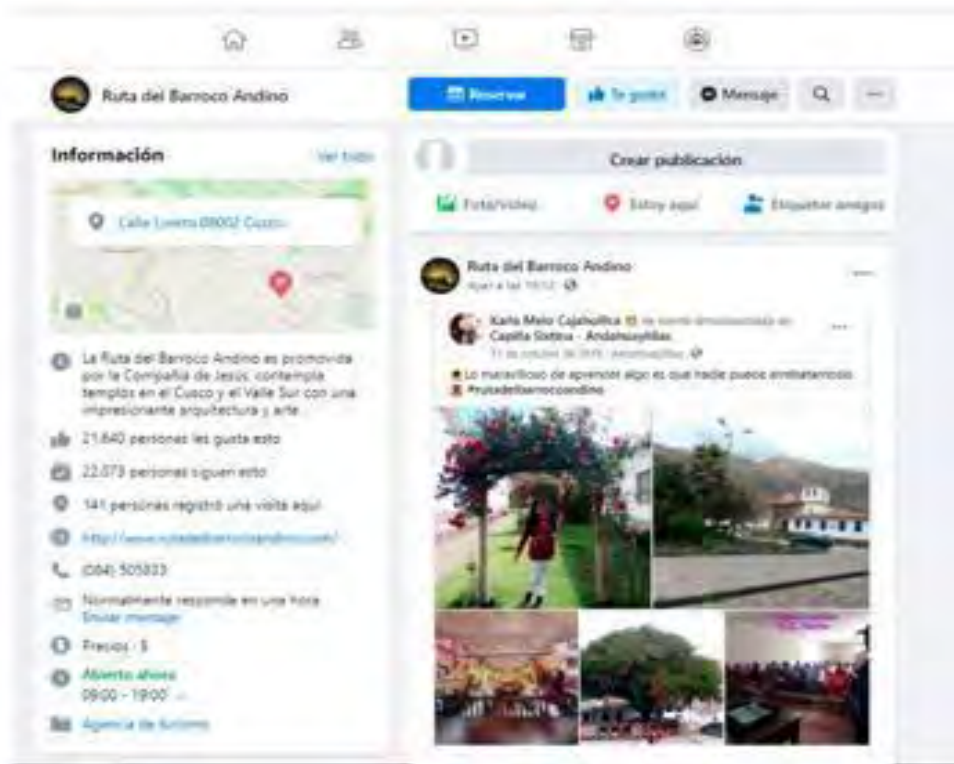 Ruta del Barroco Andino
Reservar
Te gusta
Mensaje
Información
Ver todo
Calle Loreto 08002 Cusco
La Ruta del Barroco Andino es promovida
por la Compañía de Jesús, contempla
templos en el Cusco y el Valle Sur con una
impresionante arquitectura y arte
21.640 personas les gusta esto
22.073 personas siguen esto
141 personas registró una visita aquí
(084) 505833
Normalmente responde en una hora
Enviar mensaje
Precios · $
Abierto ahora
09:00 - 19:00
Agencia de turismo
Crear publicación
Foto/video
Estoy aquí
Etiquetar amigos
Ruta del Barroco Andino
Ayer a las
Karla Melo
Capilla Sixtina - Andahuaylillas
Lo maravilloso de aprender algo es que nadie puede arrebatárnoslo
#rutadelbarrocoandino